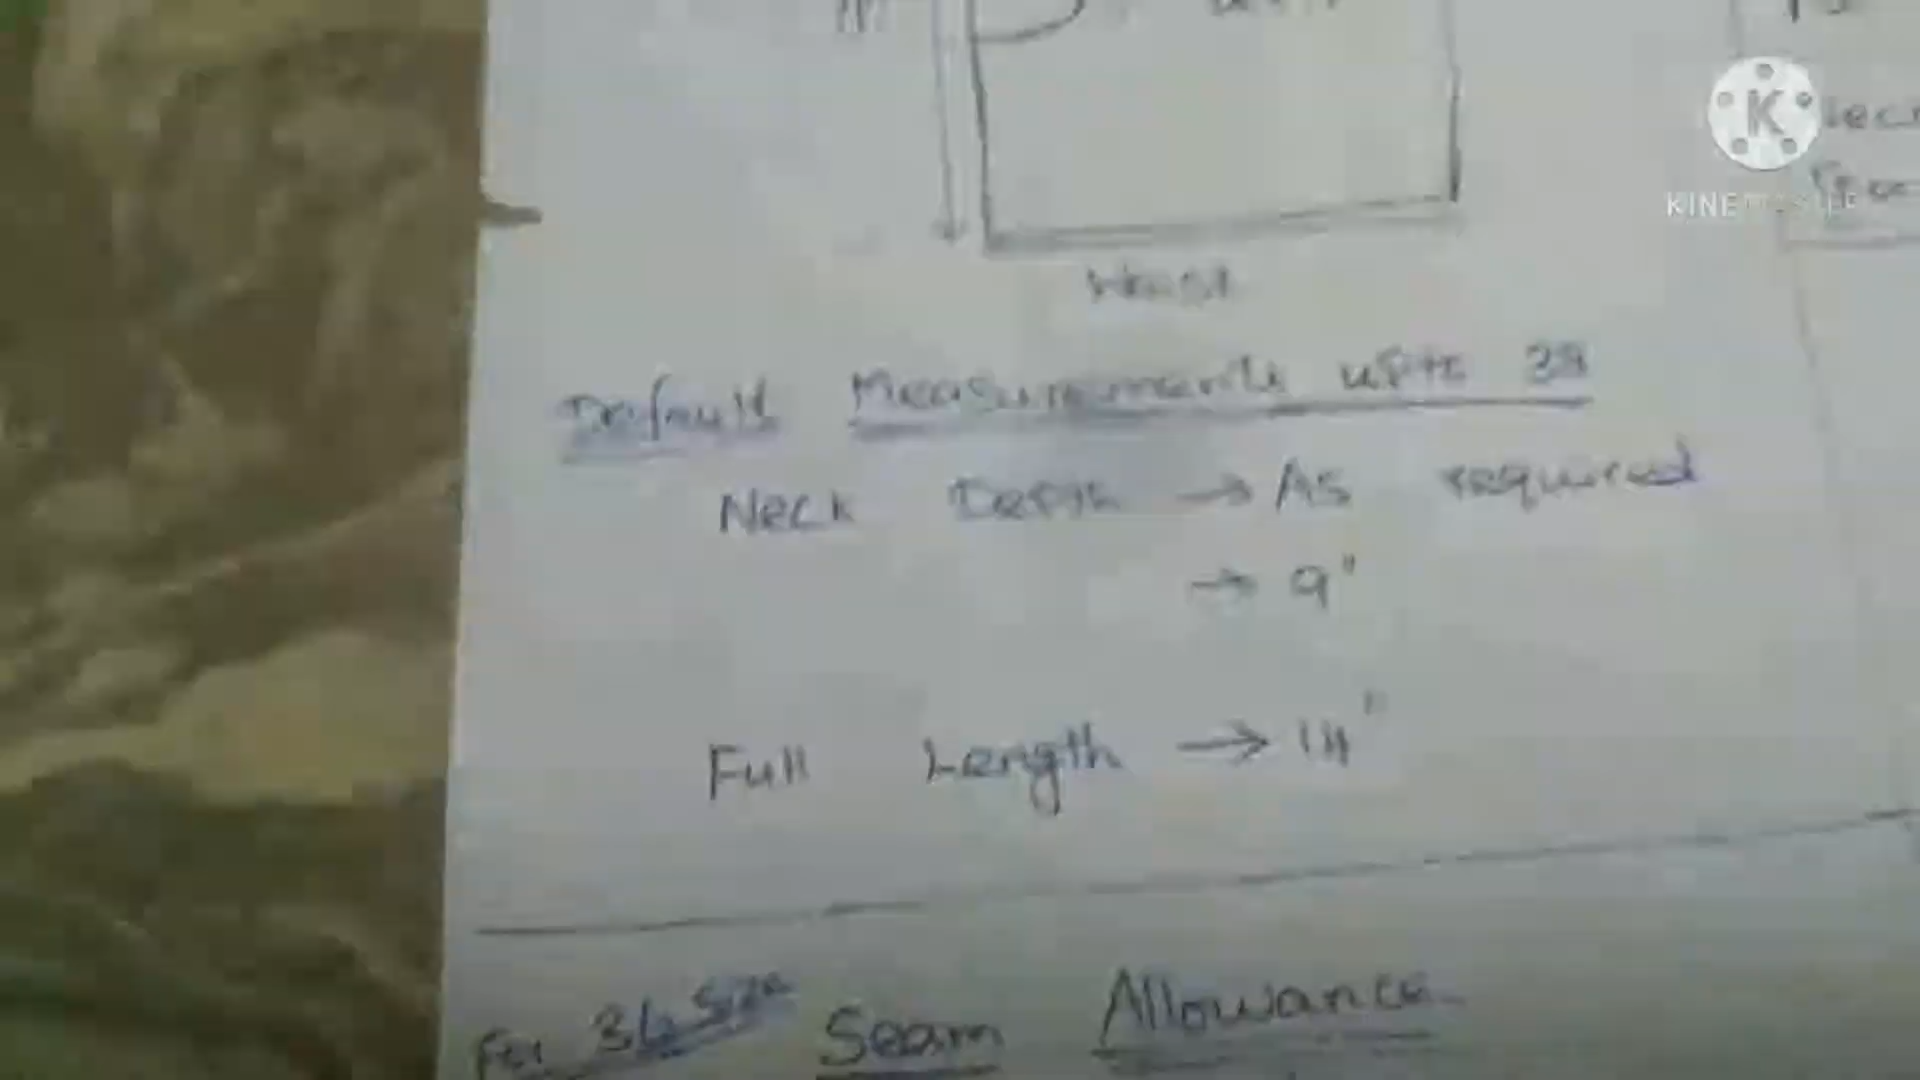 Waist
Default Measurements upto 38
Neck Depth → As required
→ 9"
Full Length → 14"
For 36 Size Seam Allowance
K
KINEMASTER